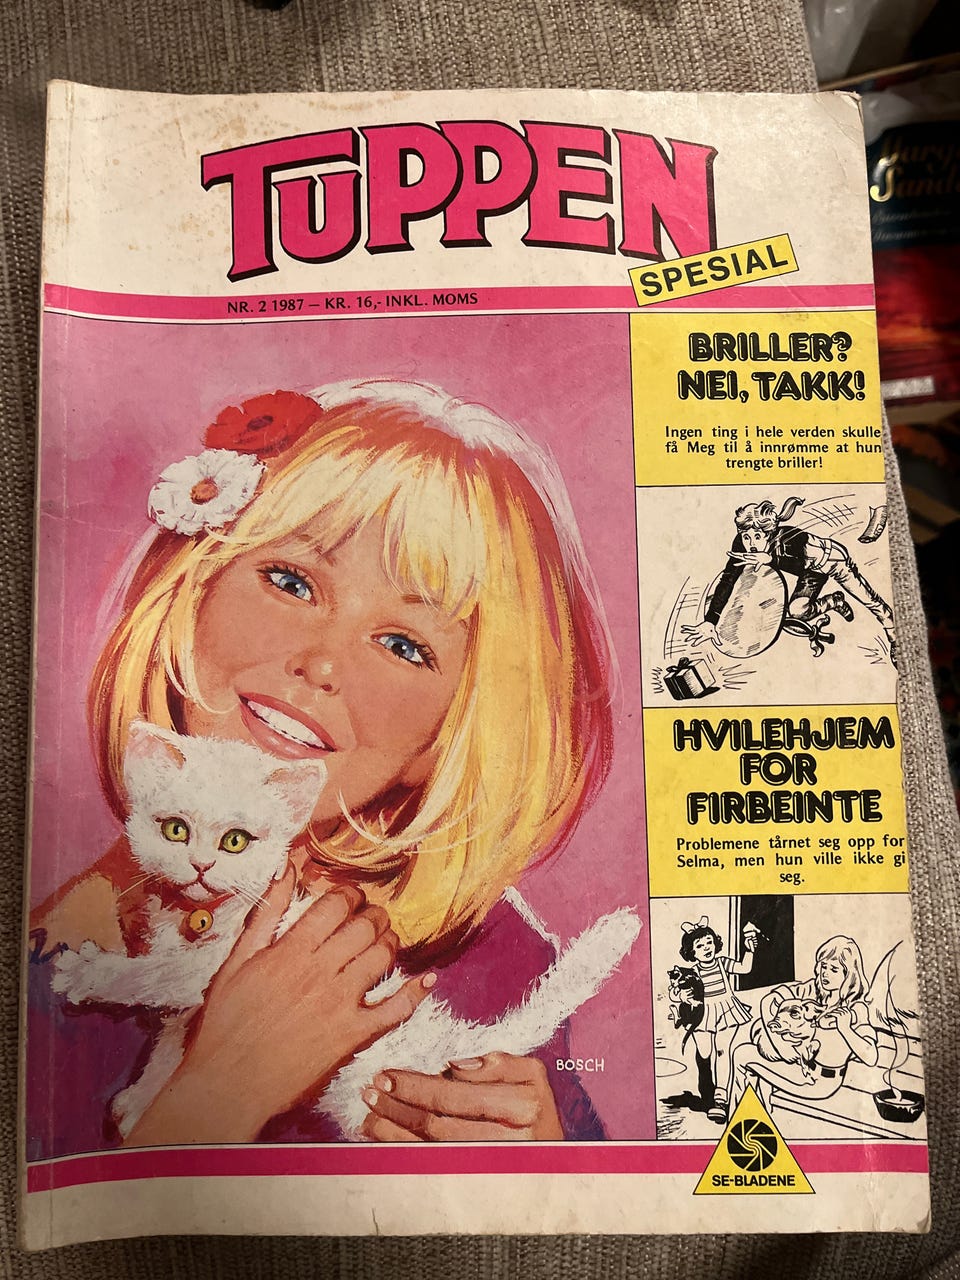 TUPPEN
SPESIAL
NR. 2 1987 — KR. 16,- INKL. MOMS
BRILLER?
NEI, TAKK!
Ingen ting i hele verden skulle
få Meg til å innrømme at hun
trengte briller!
HVILEHJEM
FOR
FIRBEINTE
Problemene tårnet seg opp for
Selma, men hun ville ikke gi
seg.
BOSCH
SE-BLADENE